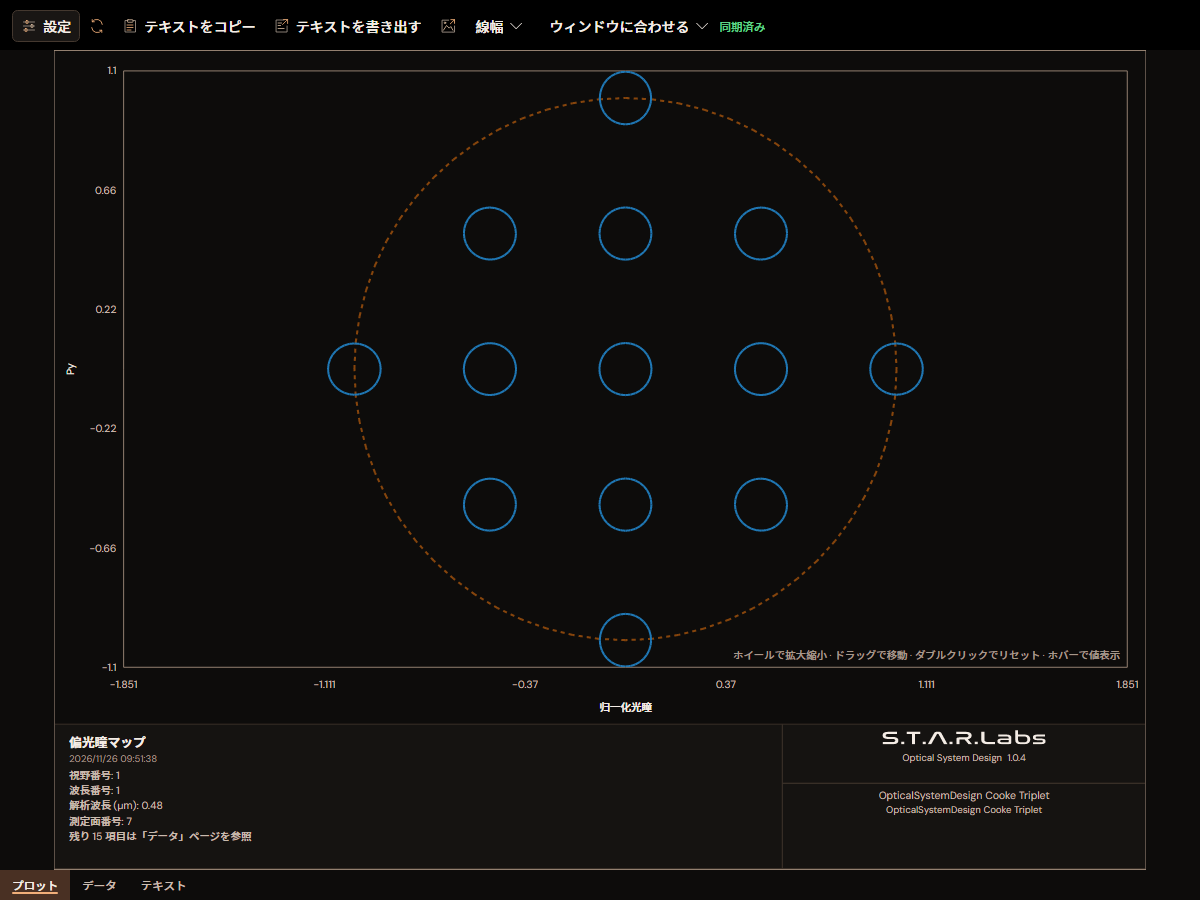 設定 テキストをコピー テキストを書き出す 線幅 ウィンドウに合わせる 同期済み
1.1
0.66
0.22
Py
-0.22
-0.66
-1.1
ホイールで拡大縮小 · ドラッグで移動 · ダブルクリックでリセット · ホバーで値表示
-1.851 -1.111 -0.37 0.37 1.111 1.851
归一化光瞳
偏光瞳マップ
2026/11/26 09:51:38
視野番号: 1
波長番号: 1
解析波長 (μm): 0.48
測定面番号: 7
残り 15 項目は「データ」ページを参照
S.T.A.R.Labs
Optical System Design 1.0.4
OpticalSystemDesign Cooke Triplet
OpticalSystemDesign Cooke Triplet
プロット データ テキスト